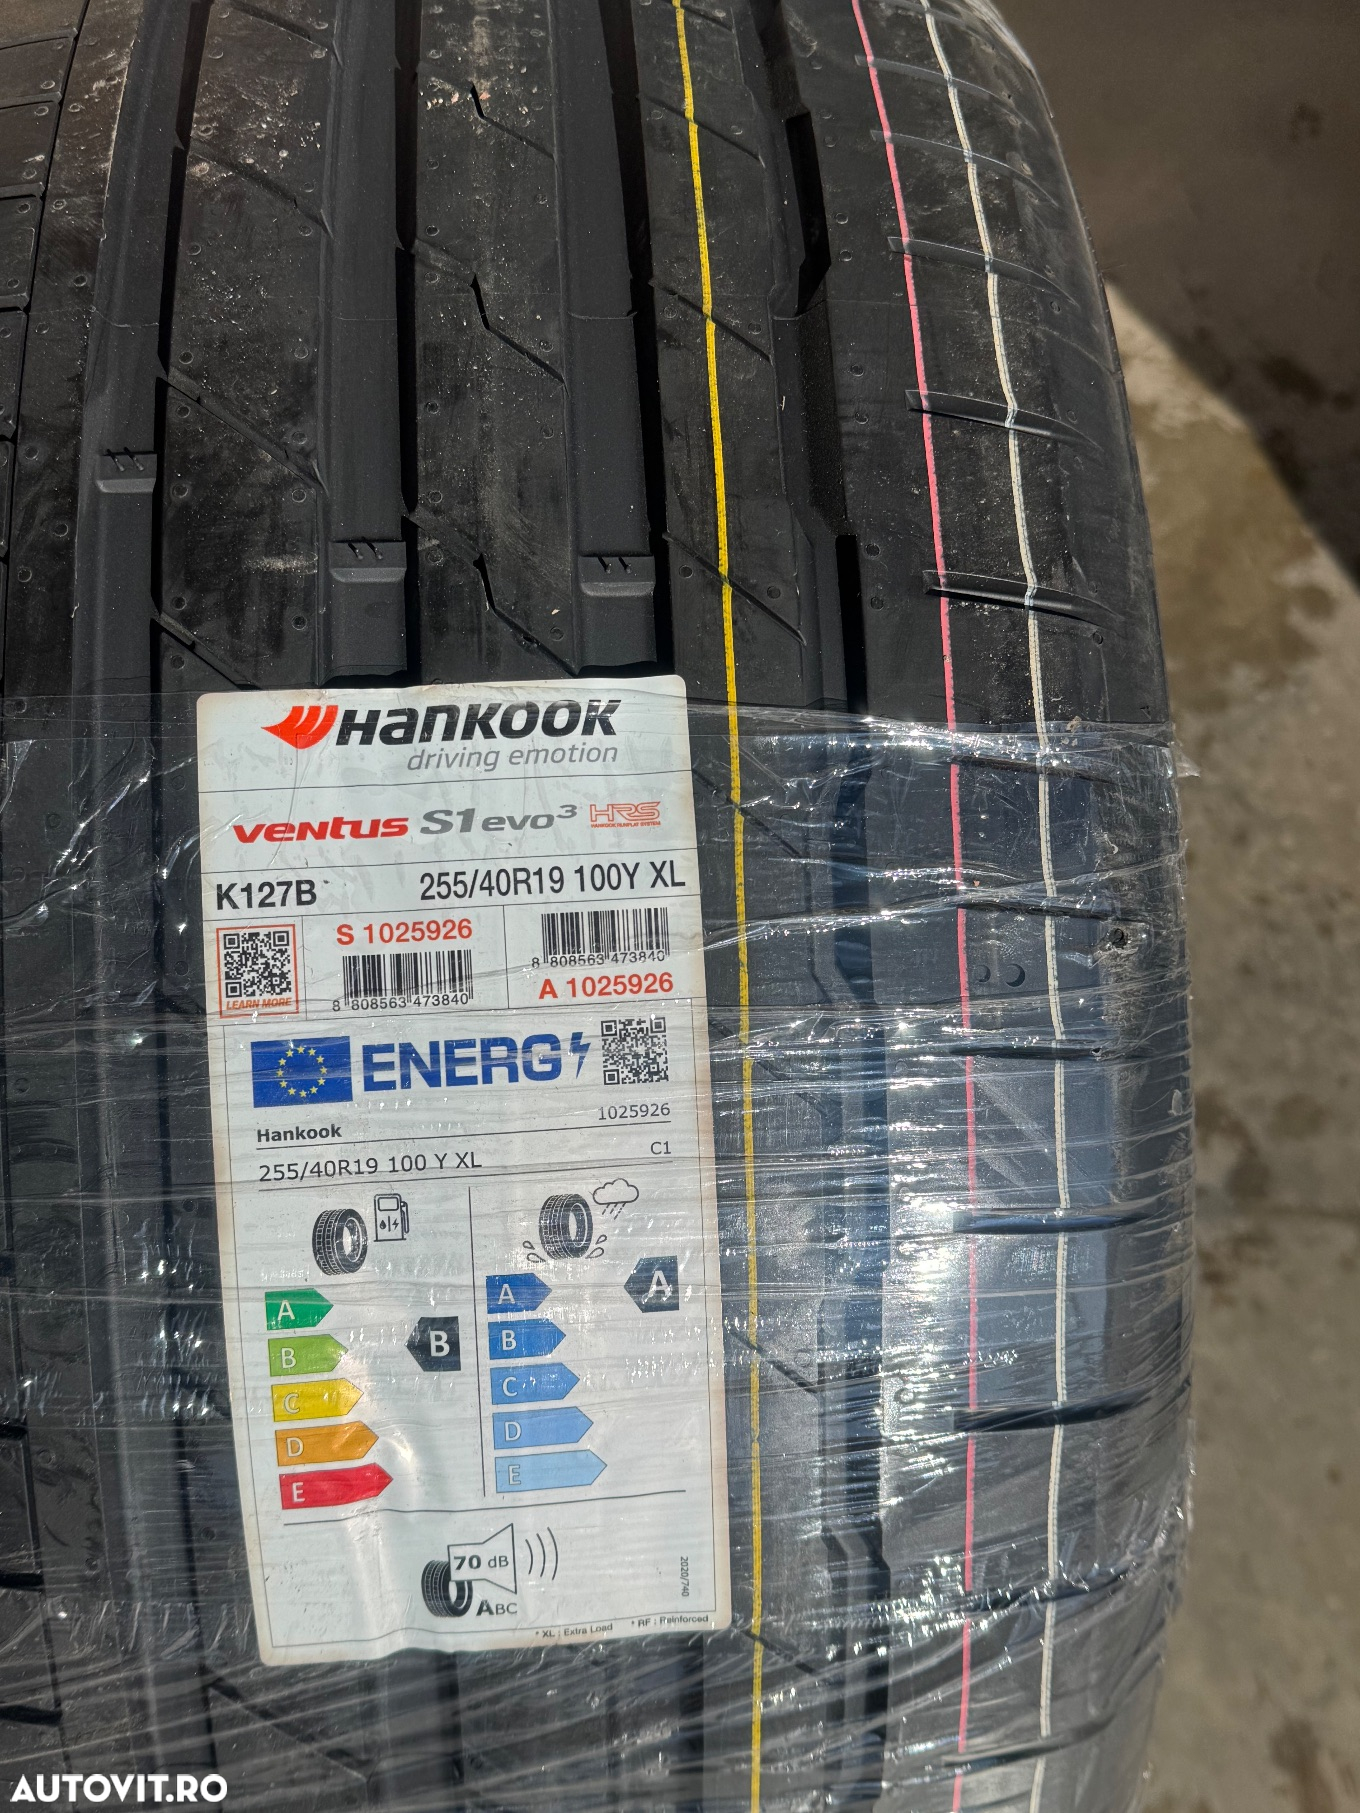 HANKOOK
driving emotion
VENTUS S1 evo³ HRS
HANKOOK RUNFLAT SYSTEM
K127B 255/40R19 100Y XL
S 1025926
8 808563 473840
LEARN MORE
8 808563 473840
A 1025926
ENERG
1025926
Hankook
255/40R19 100 Y XL C1
A
B
C
D
E
B
A
B
C
D
E
A
70 dB
ABC
2020/740
* XL : Extra Load * RF : Reinforced
AUTOVIT.RO